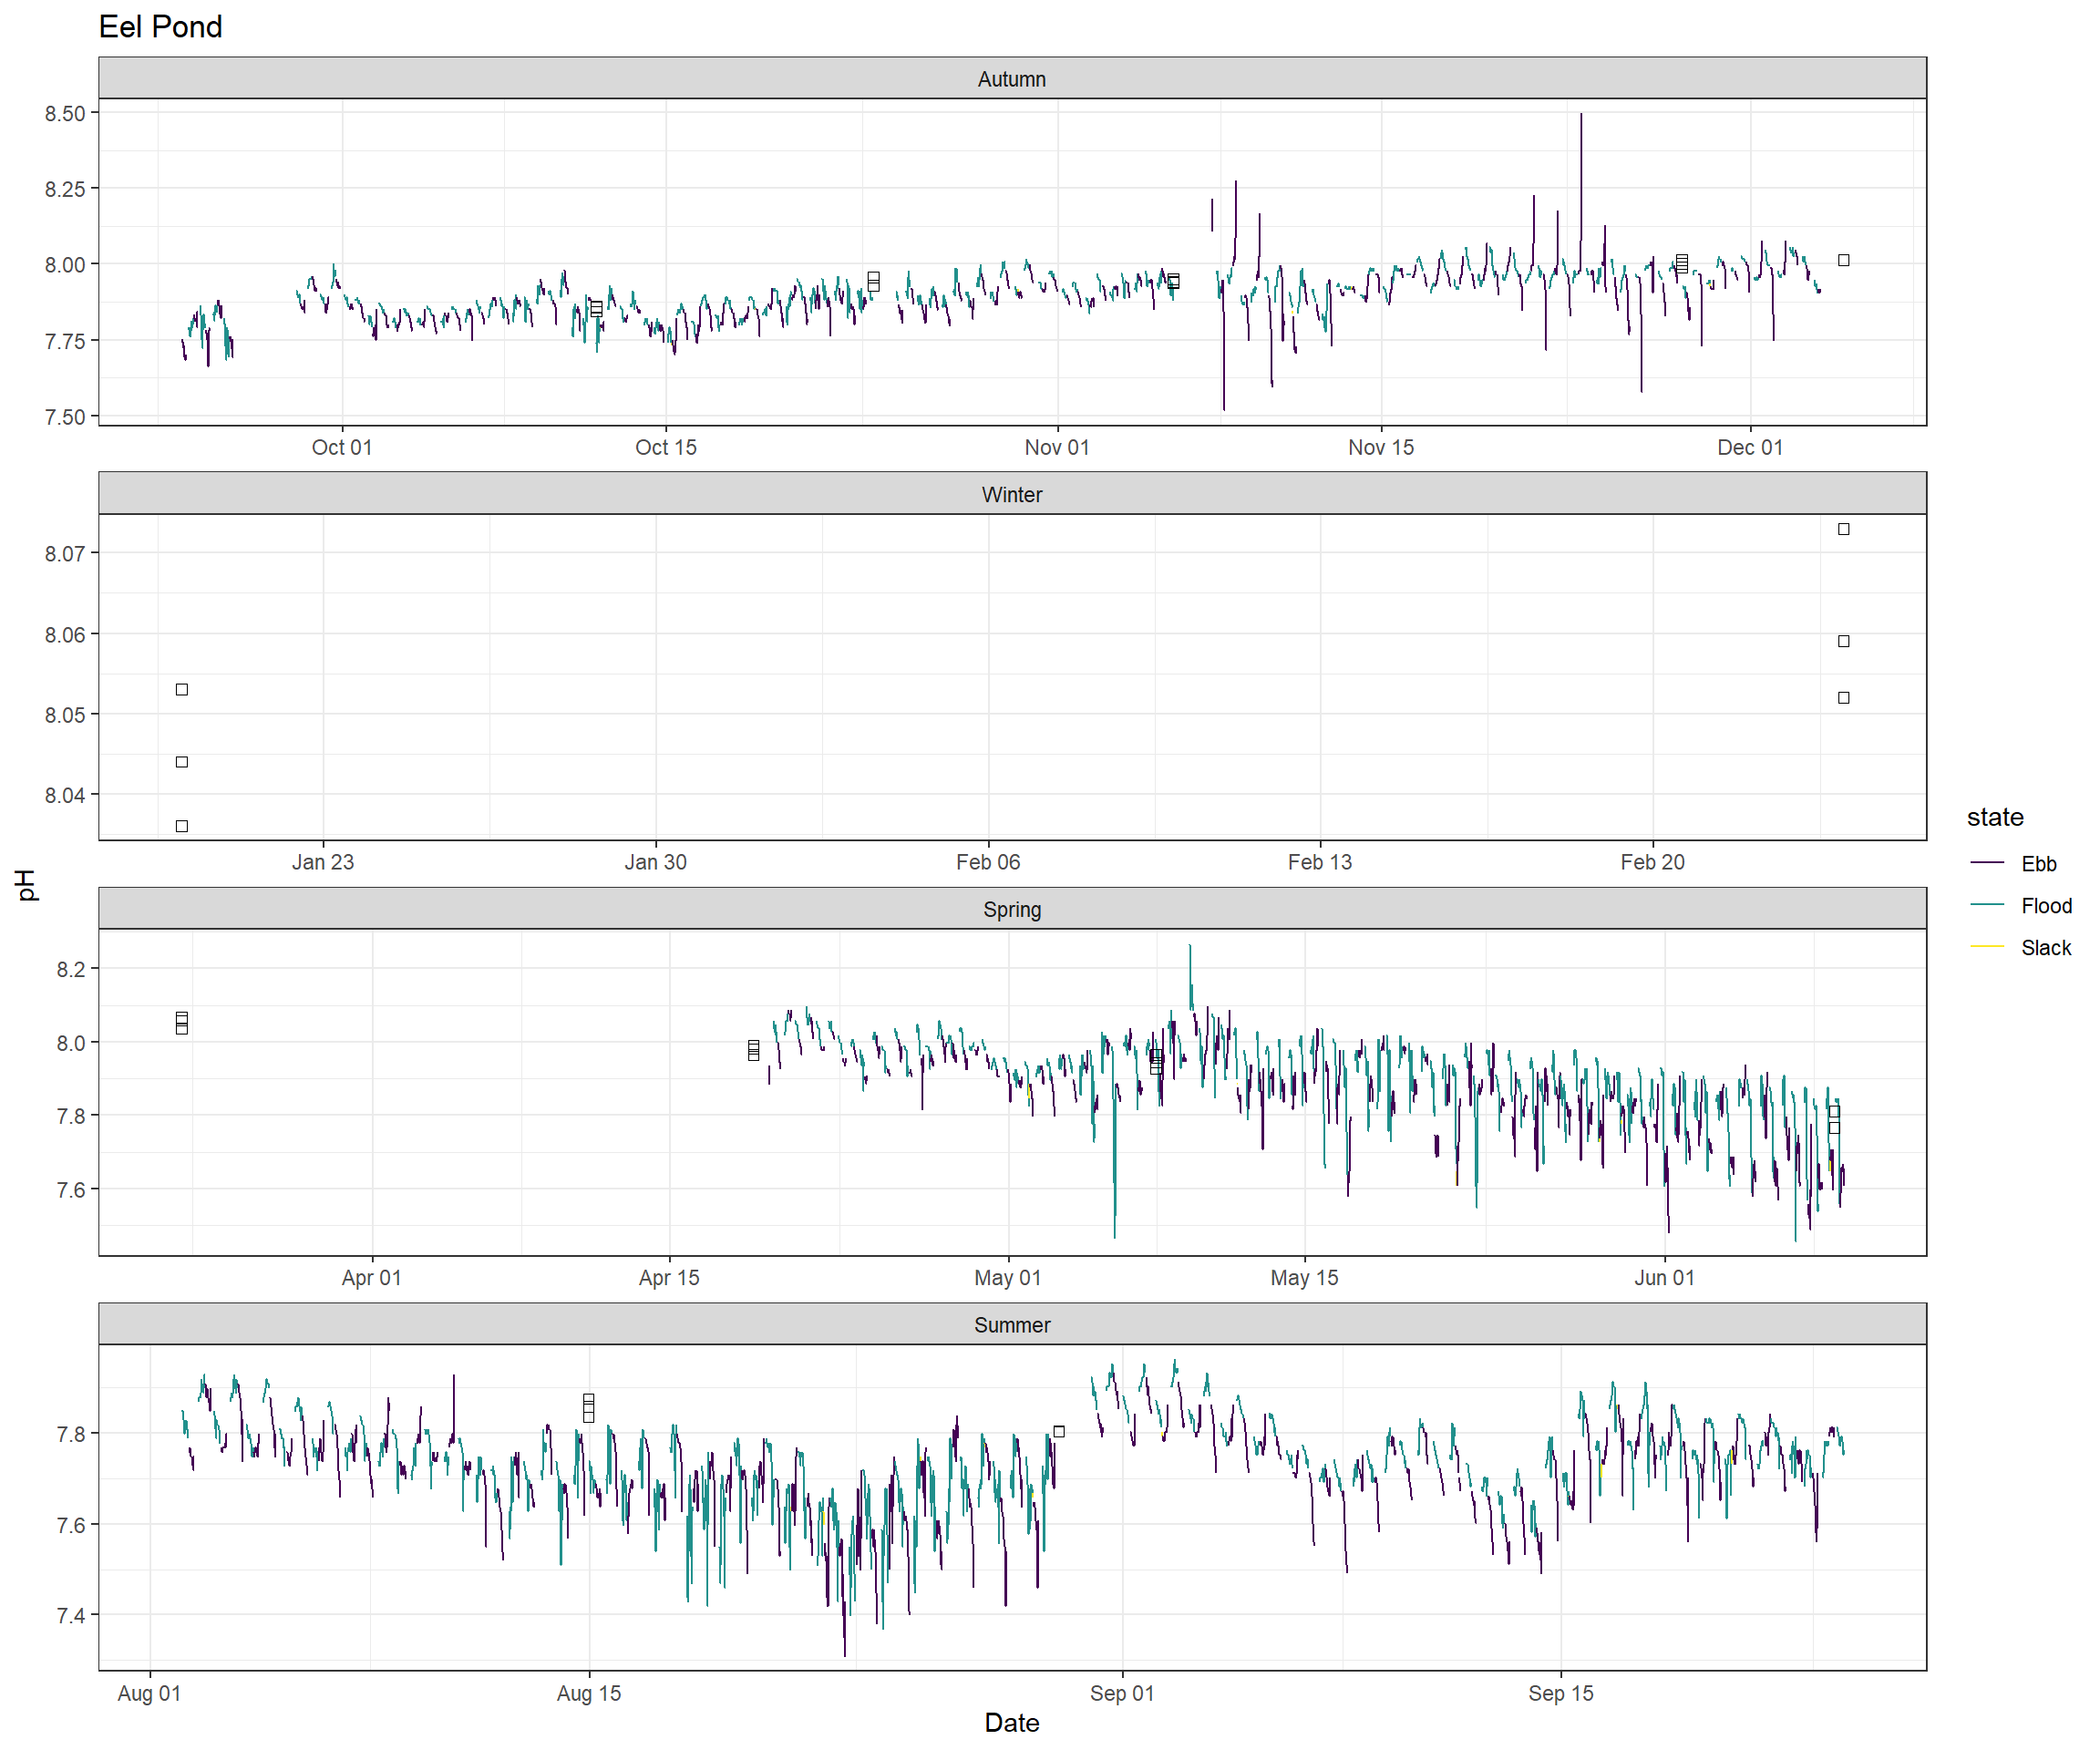 Eel Pond
Autumn
8.50
8.25
8.00
7.75
7.50
Oct 01 Oct 15 Nov 01 Nov 15 Dec 01
Winter
8.07
8.06
8.05
8.04
Jan 23 Jan 30 Feb 06 Feb 13 Feb 20
pH
Spring
8.2
8.0
7.8
7.6
Apr 01 Apr 15 May 01 May 15 Jun 01
Summer
7.8
7.6
7.4
Aug 01 Aug 15 Sep 01 Sep 15
Date
state
Ebb
Flood
Slack